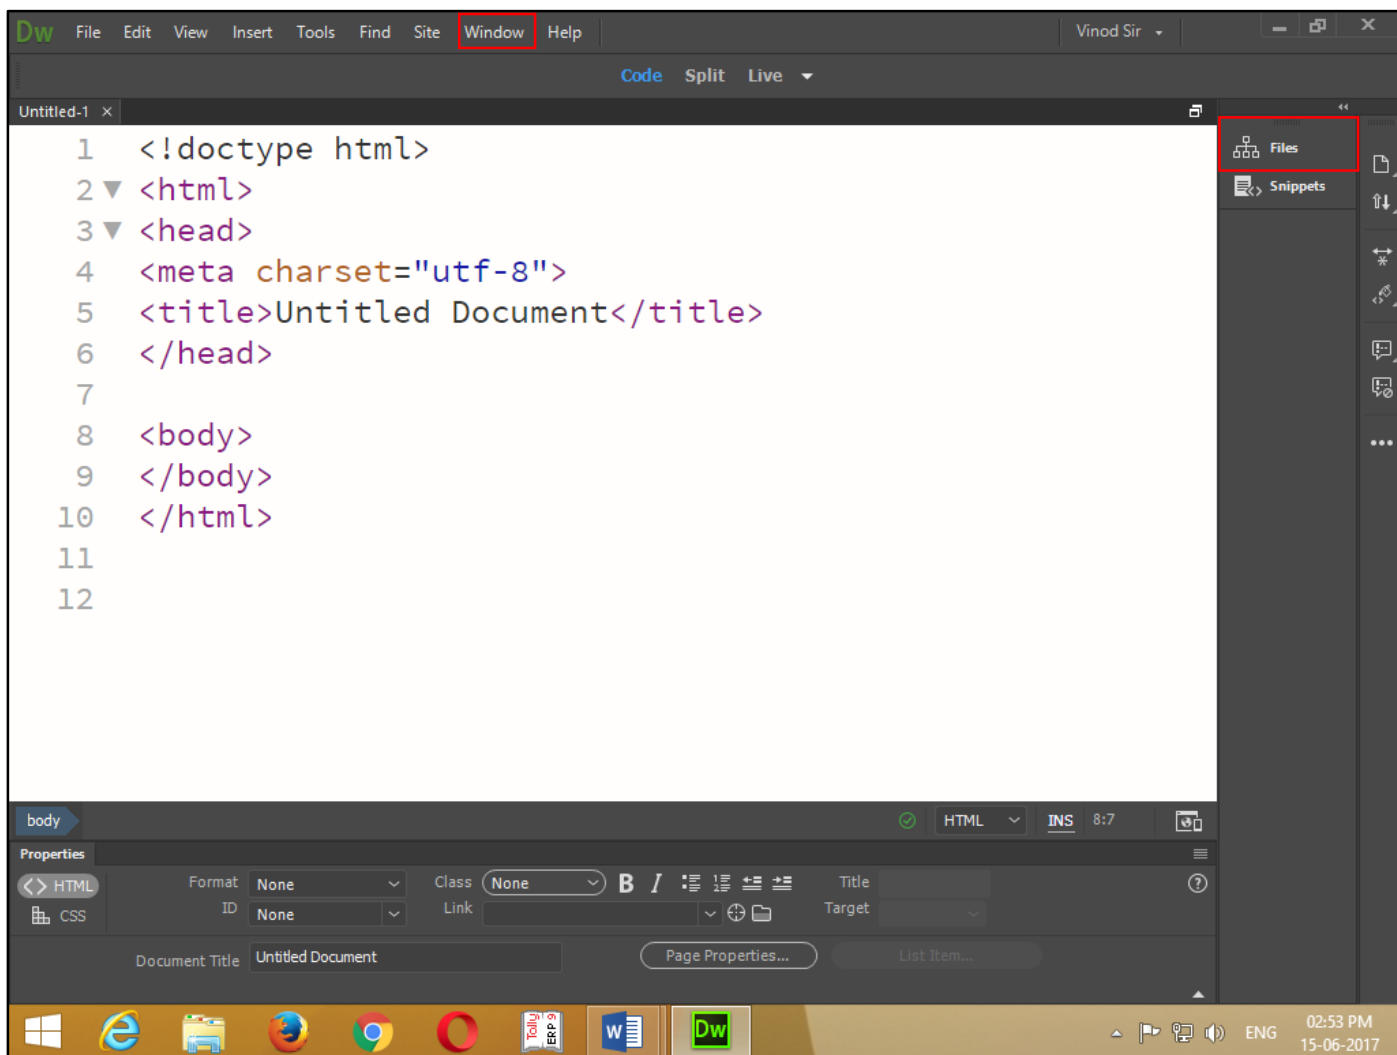 Dw File Edit View Insert Tools Find Site Window Help Vinod Sir
Code Split Live
Untitled-1 ×
1 <!doctype html>
2 <html>
3 <head>
4 <meta charset="utf-8">
5 <title>Untitled Document</title>
6 </head>
7
8 <body>
9 </body>
10 </html>
11
12
Files
Snippets
body HTML INS 8:7
Properties
<> HTML Format None Class None B I Title
CSS ID None Link Target
Document Title Untitled Document Page Properties... List Item...
Tally ERP 9 W Dw ENG 02:53 PM
15-06-2017